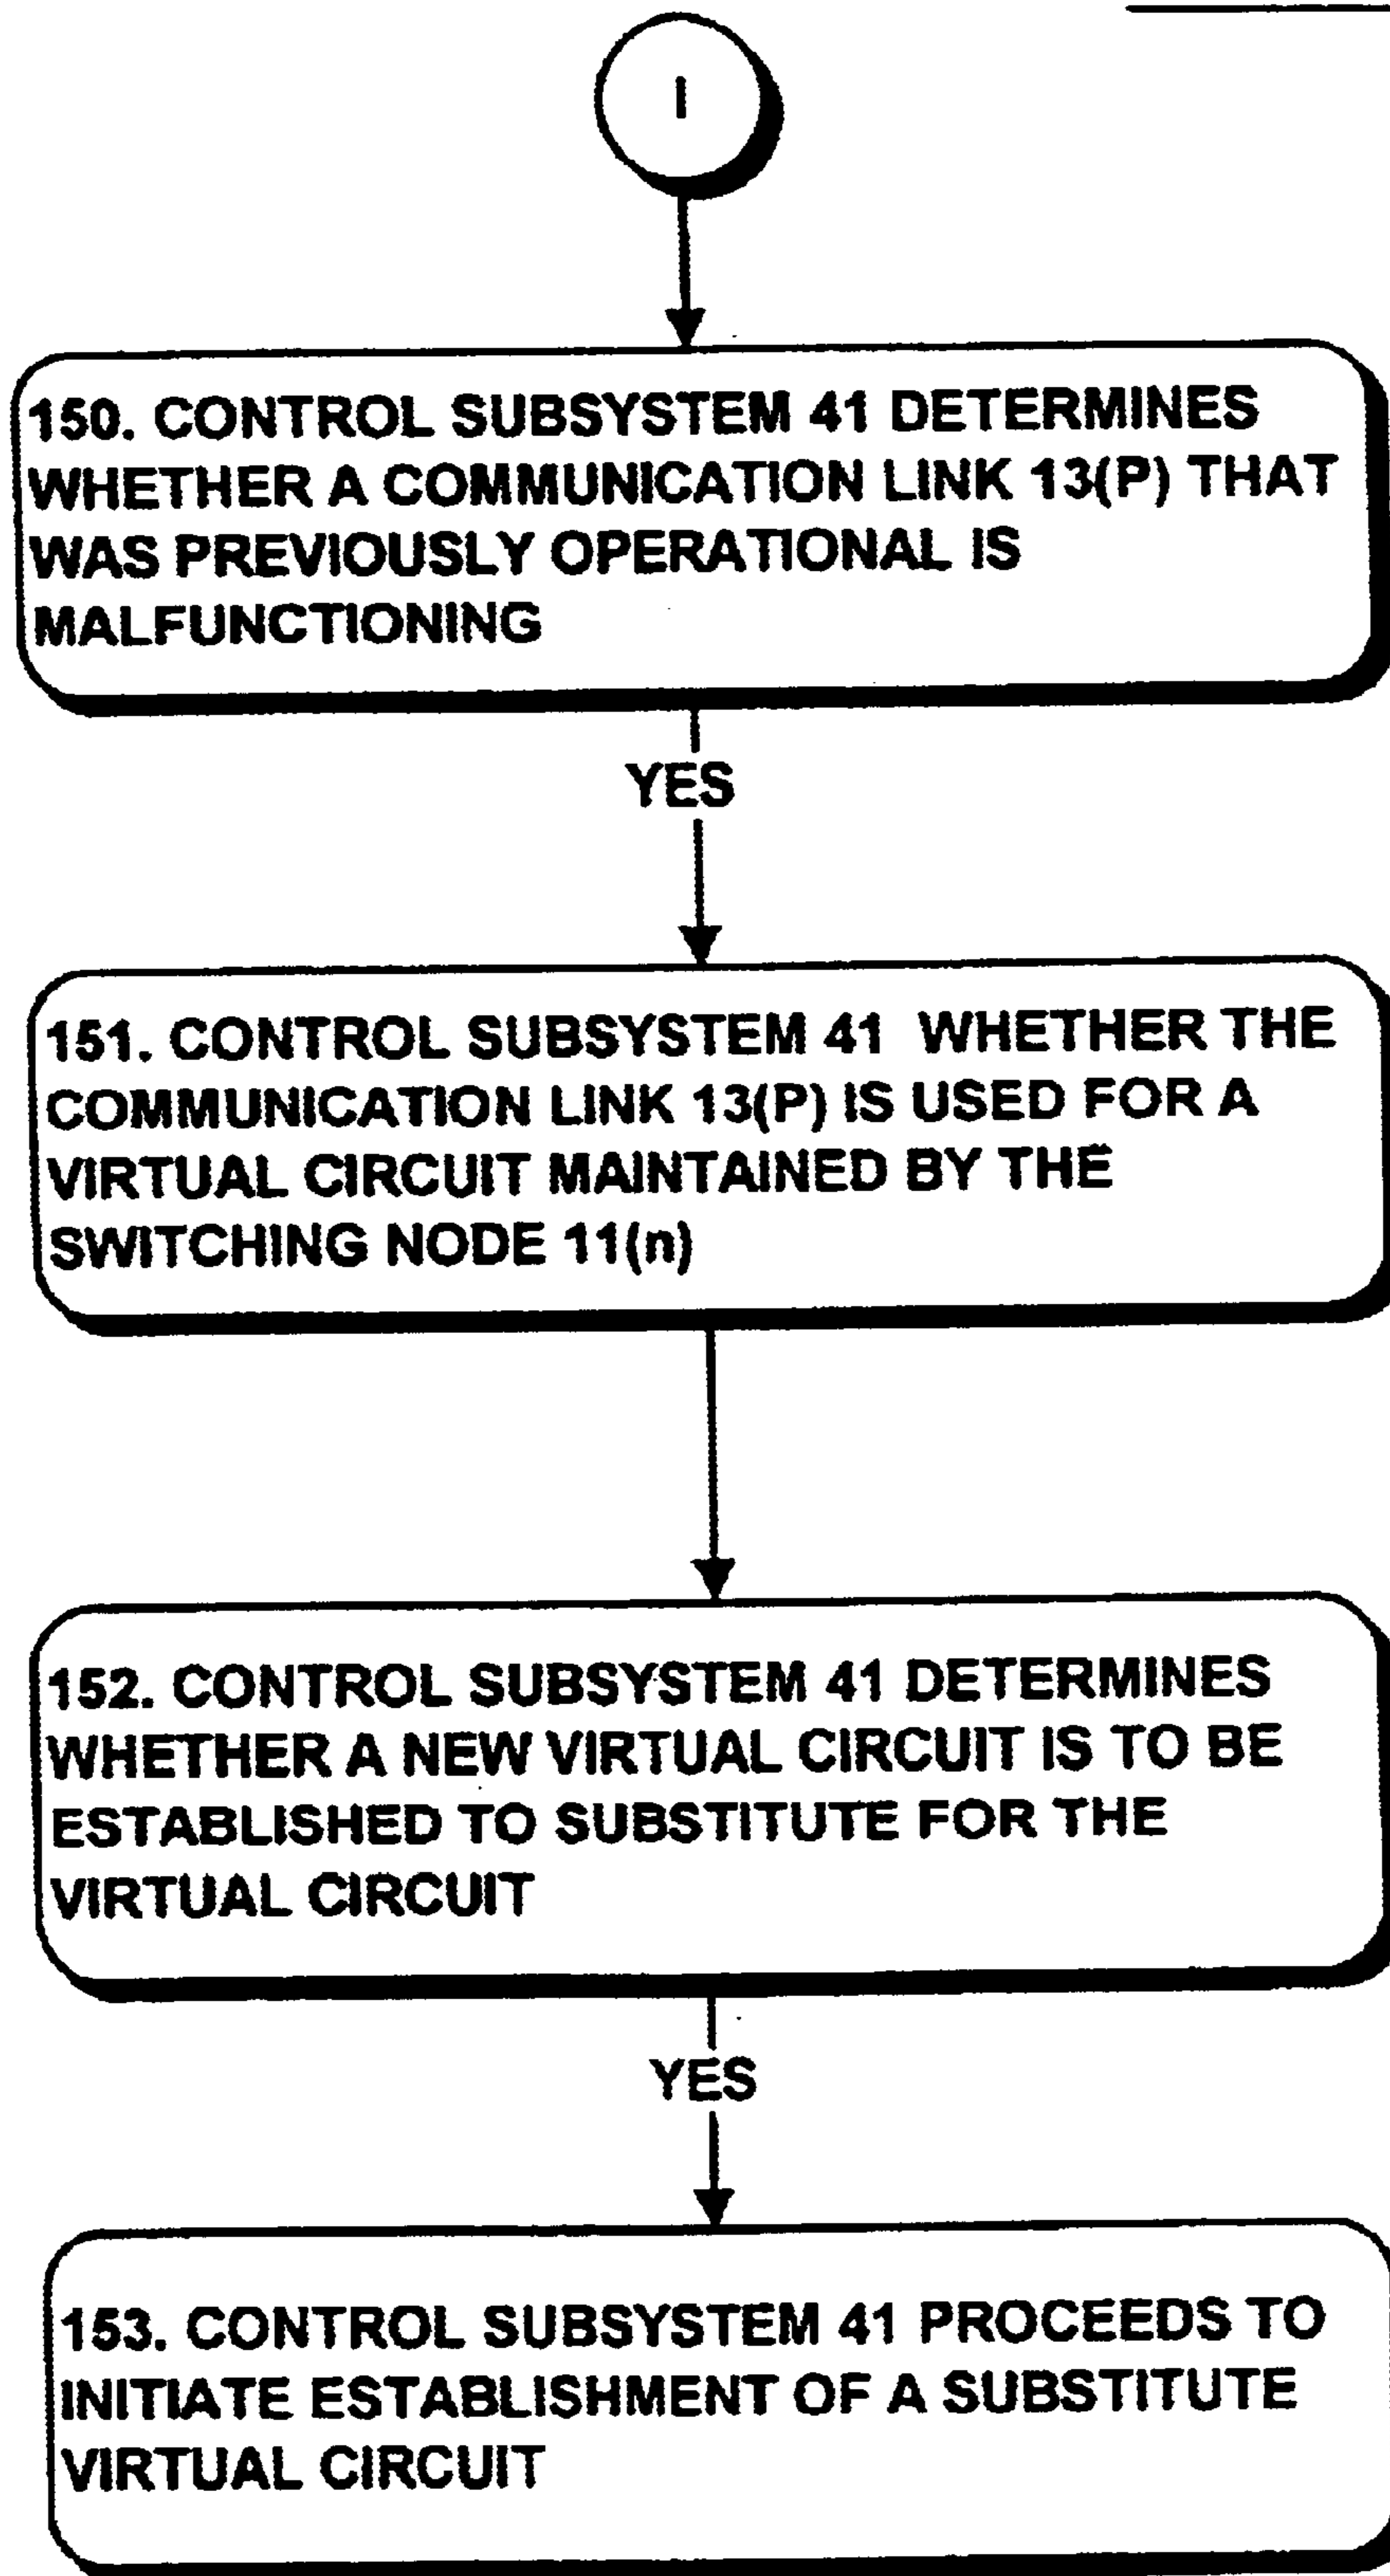 I
150. CONTROL SUBSYSTEM 41 DETERMINES
WHETHER A COMMUNICATION LINK 13(P) THAT
WAS PREVIOUSLY OPERATIONAL IS
MALFUNCTIONING
YES
151. CONTROL SUBSYSTEM 41 WHETHER THE
COMMUNICATION LINK 13(P) IS USED FOR A
VIRTUAL CIRCUIT MAINTAINED BY THE
SWITCHING NODE 11(n)
152. CONTROL SUBSYSTEM 41 DETERMINES
WHETHER A NEW VIRTUAL CIRCUIT IS TO BE
ESTABLISHED TO SUBSTITUTE FOR THE
VIRTUAL CIRCUIT
YES
153. CONTROL SUBSYSTEM 41 PROCEEDS TO
INITIATE ESTABLISHMENT OF A SUBSTITUTE
VIRTUAL CIRCUIT